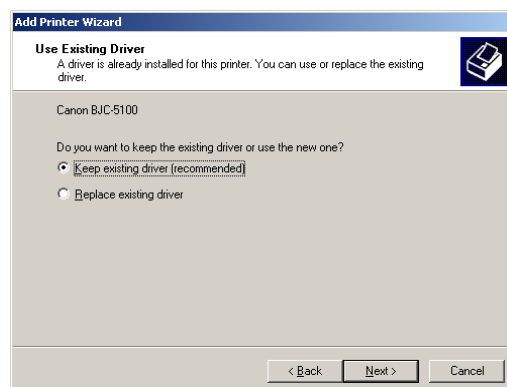 Add Printer Wizard
Use Existing Driver
A driver is already installed for this printer. You can use or replace the existing
driver.
Canon BJC-5100
Do you want to keep the existing driver or use the new one?
Keep existing driver (recommended)
Replace existing driver
< Back Next > Cancel